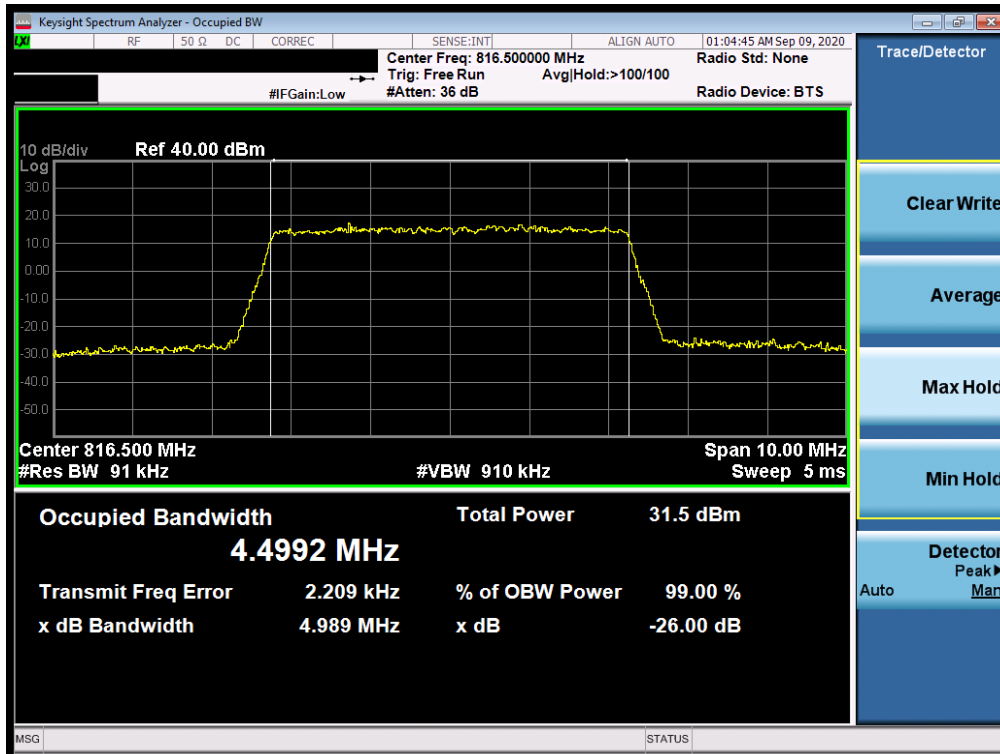 Keysight Spectrum Analyzer - Occupied BW
LXI RF 50 Ω DC CORREC SENSE:INT ALIGN AUTO 01:04:45 AM Sep 09, 2020
Center Freq: 816.500000 MHz Radio Std: None
Trig: Free Run Avg|Hold:>100/100
#IFGain:Low #Atten: 36 dB Radio Device: BTS
10 dB/div Ref 40.00 dBm
Log
30.0
20.0
10.0
0.00
-10.0
-20.0
-30.0
-40.0
-50.0
Center 816.500 MHz Span 10.00 MHz
#Res BW 91 kHz #VBW 910 kHz Sweep 5 ms
Occupied Bandwidth Total Power 31.5 dBm
4.4992 MHz
Transmit Freq Error 2.209 kHz % of OBW Power 99.00 %
x dB Bandwidth 4.989 MHz x dB -26.00 dB
MSG STATUS
Trace/Detector
Clear Write
Average
Max Hold
Min Hold
Detector
Peak
Auto Man